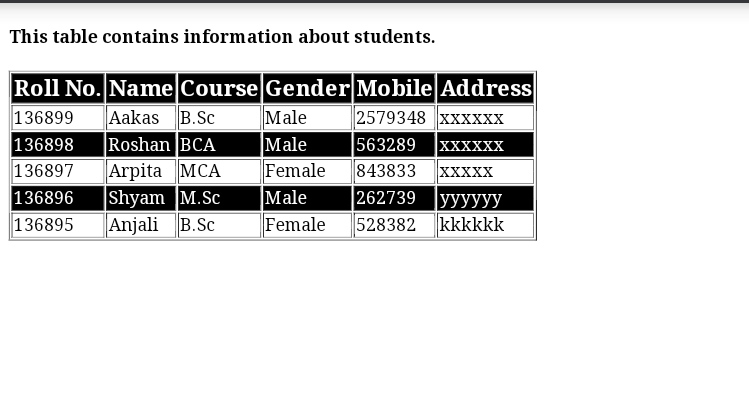 This table contains information about students.
Roll No. Name Course Gender Mobile Address
136899 Aakas B.Sc Male 2579348 xxxxxx
136898 Roshan BCA Male 563289 xxxxxx
136897 Arpita MCA Female 843833 xxxxx
136896 Shyam M.Sc Male 262739 yyyyyy
136895 Anjali B.Sc Female 528382 kkkkkk